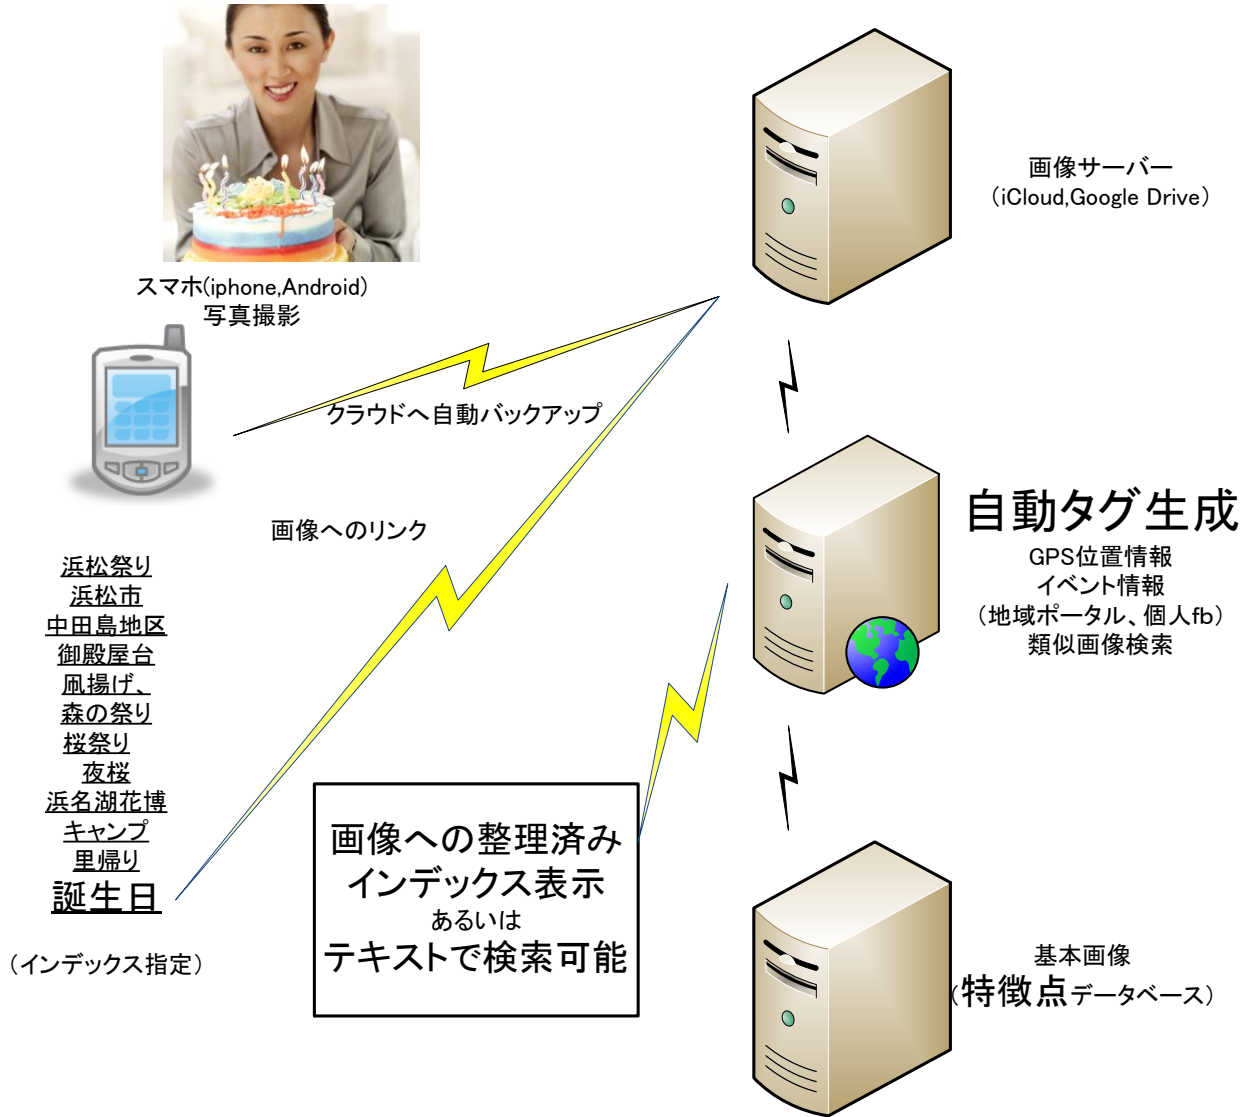 スマホ(iphone,Android)
写真撮影
画像サーバー
(iCloud,Google Drive)
クラウドへ自動バックアップ
画像へのリンク
自動タグ生成
GPS位置情報
イベント情報
(地域ポータル、個人fb)
類似画像検索
浜松祭り
浜松市
中田島地区
御殿屋台
凧揚げ、
森の祭り
桜祭り
夜桜
浜名湖花博
キャンプ
里帰り
誕生日
(インデックス指定)
画像への整理済み
インデックス表示
あるいは
テキストで検索可能
基本画像
(特徴点データベース)